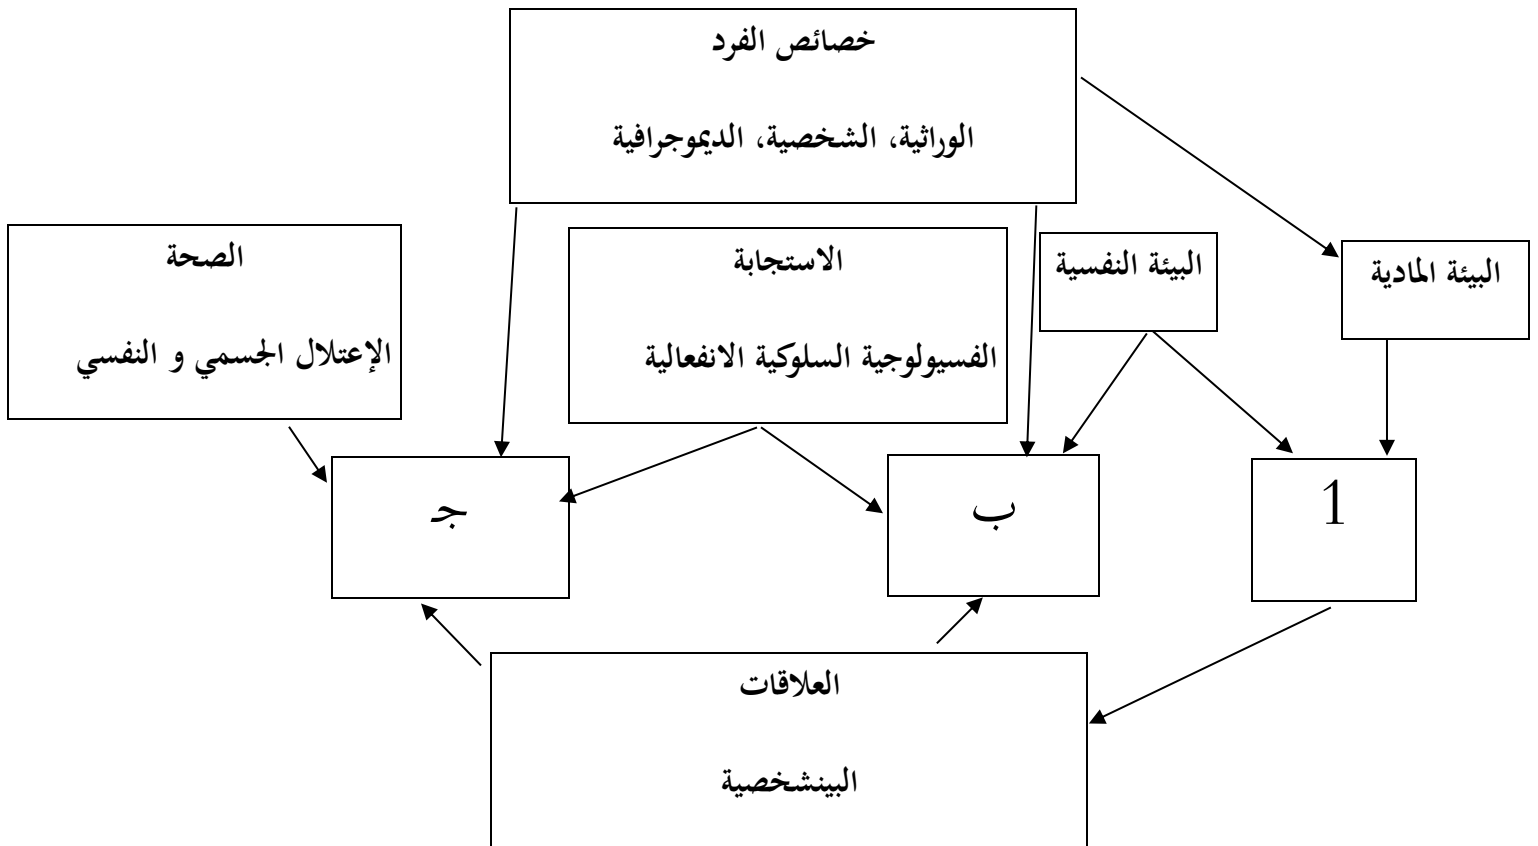 خصائص الفرد
الوراثية، الشخصية، الديموجرافية
البيئة المادية
البيئة النفسية
الاستجابة
الفسيولوجية السلوكية الانفعالية
الصحة
الإعتلال الجسمي و النفسي
1
ب
جـ
العلاقات
البينشخصية